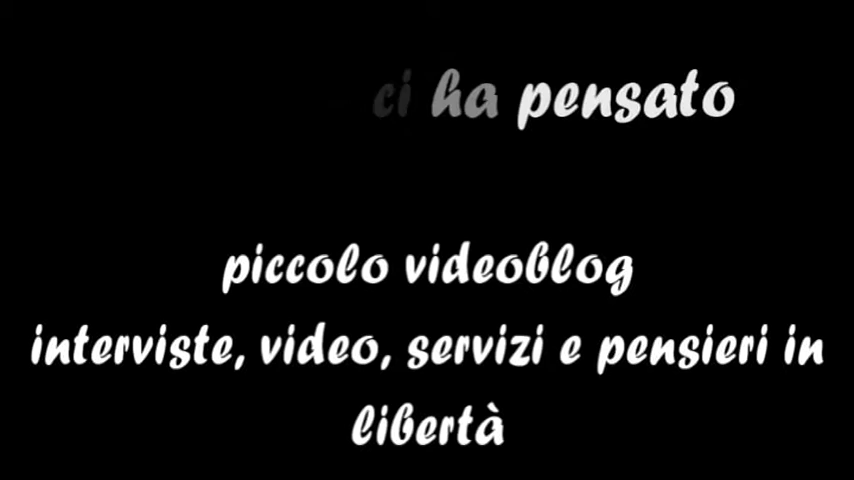 ci ha pensato
piccolo videoblog
interviste, video, servizi e pensieri in
libertà